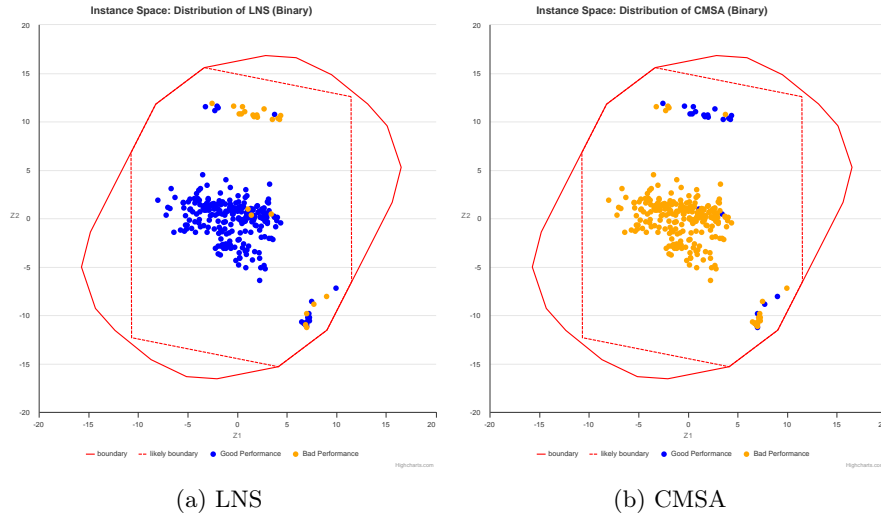 Instance Space: Distribution of LNS (Binary)
20
15
10
5
0
-5
-10
-15
-20
Z2
-20
-15
-10
-5
0
5
10
15
20
Z1
boundary
likely boundary
Good Performance
Bad Performance
Highcharts.com
(a) LNS
Instance Space: Distribution of CMSA (Binary)
20
15
10
5
0
-5
-10
-15
-20
Z2
-20
-15
-10
-5
0
5
10
15
20
Z1
boundary
likely boundary
Good Performance
Bad Performance
Highcharts.com
(b) CMSA